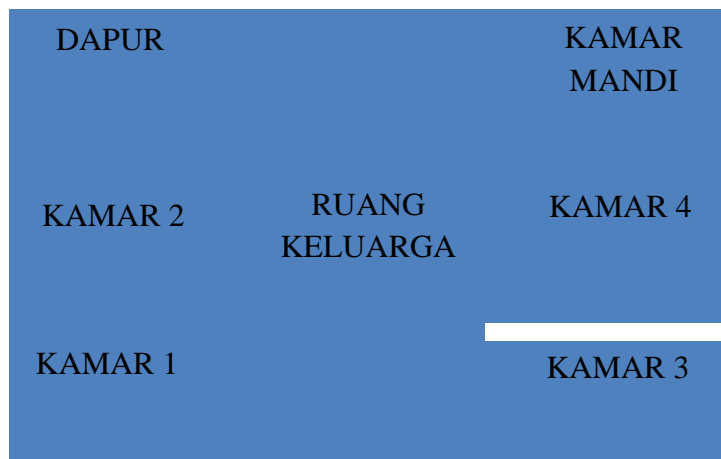 DAPUR
KAMAR
MANDI
KAMAR 2
RUANG
KELUARGA
KAMAR 4
KAMAR 1
KAMAR 3